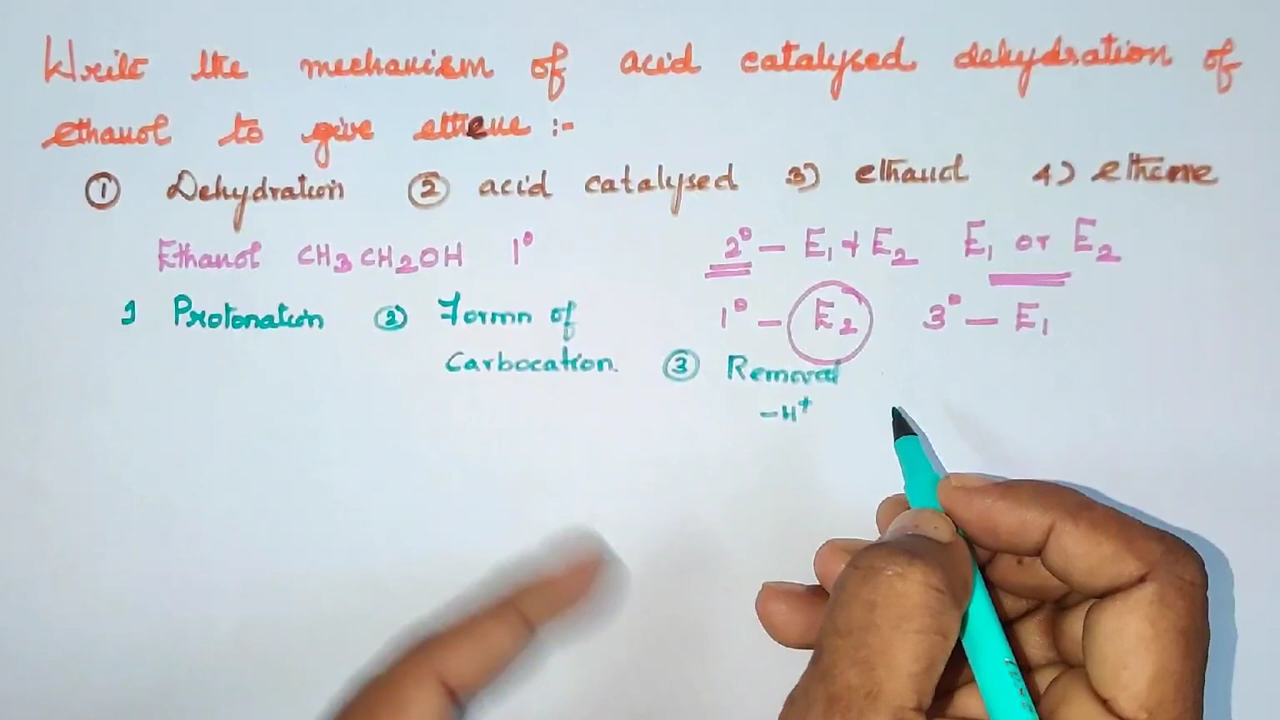 Write the mechanism of acid catalysed dehydration of
ethanol to give ethene :-
① Dehydration ② acid catalysed 3) ethanol 4) ethene
Ethanol CH3CH2OH 1° 2° – E₁ + E₂ E₁ or E₂
1 Protonation ② Formn of 1° – E₂ 3° – E₁
Carbocation. ③ Removal
–H⁺